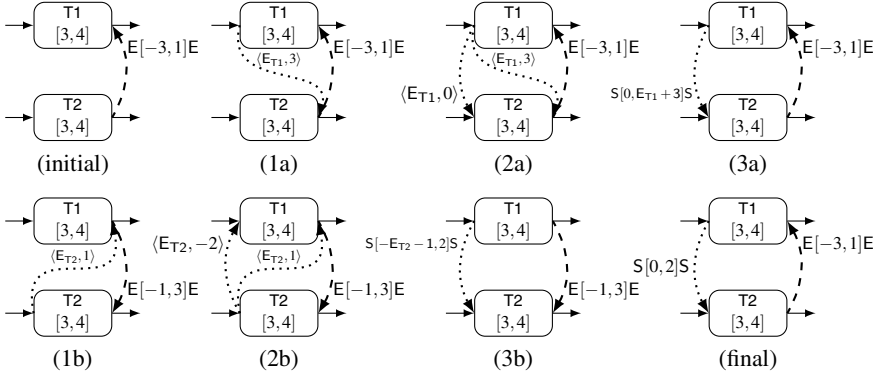 T1
[3,4]
E[−3,1]E
T2
[3,4]
(initial)
T1
[3,4]
E[−3,1]E
⟨E_T1,3⟩
T2
[3,4]
(1a)
T1
[3,4]
E[−3,1]E
⟨E_T1,3⟩
⟨E_T1,0⟩
T2
[3,4]
(2a)
T1
[3,4]
E[−3,1]E
S[0,E_T1+3]S
T2
[3,4]
(3a)
T1
[3,4]
⟨E_T2,1⟩
E[−1,3]E
T2
[3,4]
(1b)
T1
[3,4]
⟨E_T2,−2⟩
⟨E_T2,1⟩
E[−1,3]E
T2
[3,4]
(2b)
T1
[3,4]
S[−E_T2−1,2]S
E[−1,3]E
T2
[3,4]
(3b)
T1
[3,4]
S[0,2]S
E[−3,1]E
T2
[3,4]
(final)